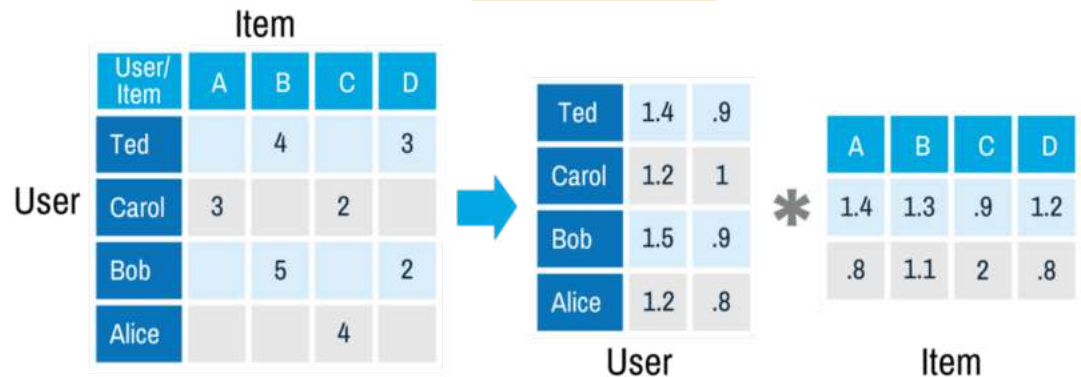 Item
User/
Item
A B C D
Ted 4 3
User
Carol 3 2
Bob 5 2
Alice 4
Ted 1.4 .9
Carol 1.2 1
Bob 1.5 .9
Alice 1.2 .8
User
*
A B C D
1.4 1.3 .9 1.2
.8 1.1 2 .8
Item